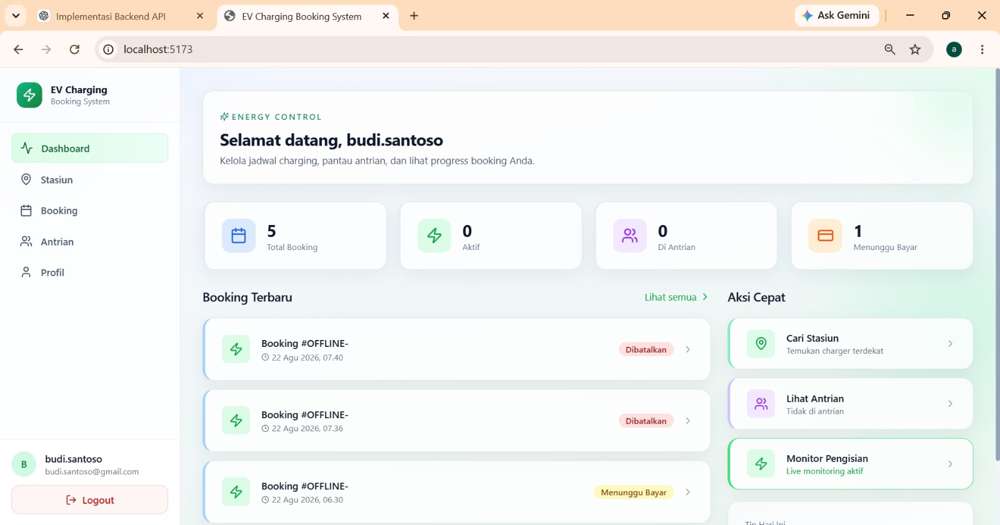 Implementasi Backend API
EV Charging Booking System
Ask Gemini
localhost:5173
a
EV Charging
Booking System
Dashboard
Stasiun
Booking
Antrian
Profil
B
budi.santoso
budi.santoso@gmail.com
Logout
ENERGY CONTROL
Selamat datang, budi.santoso
Kelola jadwal charging, pantau antrian, dan lihat progress booking Anda.
5
Total Booking
0
Aktif
0
Di Antrian
1
Menunggu Bayar
Booking Terbaru
Lihat semua
Booking #OFFLINE-
22 Agu 2026, 07.40
Dibatalkan
Booking #OFFLINE-
22 Agu 2026, 07.36
Dibatalkan
Booking #OFFLINE-
22 Agu 2026, 06.30
Menunggu Bayar
Aksi Cepat
Cari Stasiun
Temukan charger terdekat
Lihat Antrian
Tidak di antrian
Monitor Pengisian
Live monitoring aktif
Tip Hari Ini